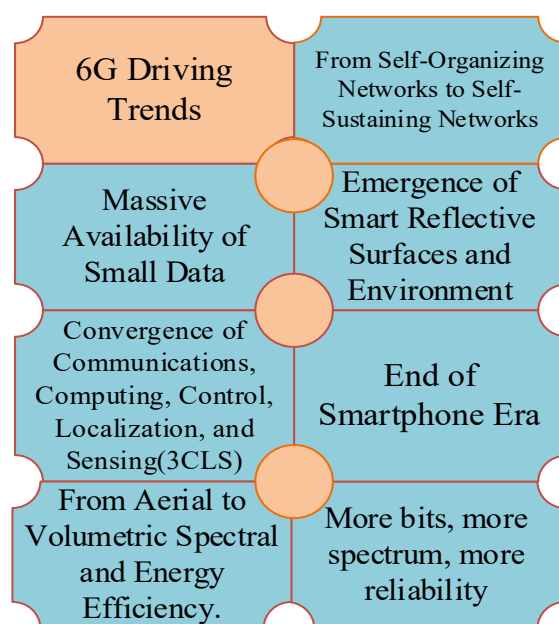 6G Driving
Trends
From Self-Organizing
Networks to Self-
Sustaining Networks
Massive
Availability of
Small Data
Emergence of
Smart Reflective
Surfaces and
Environment
Convergence of
Communications,
Computing, Control,
Localization, and
Sensing(3CLS)
End of
Smartphone Era
From Aerial to
Volumetric Spectral
and Energy
Efficiency.
More bits, more
spectrum, more
reliability